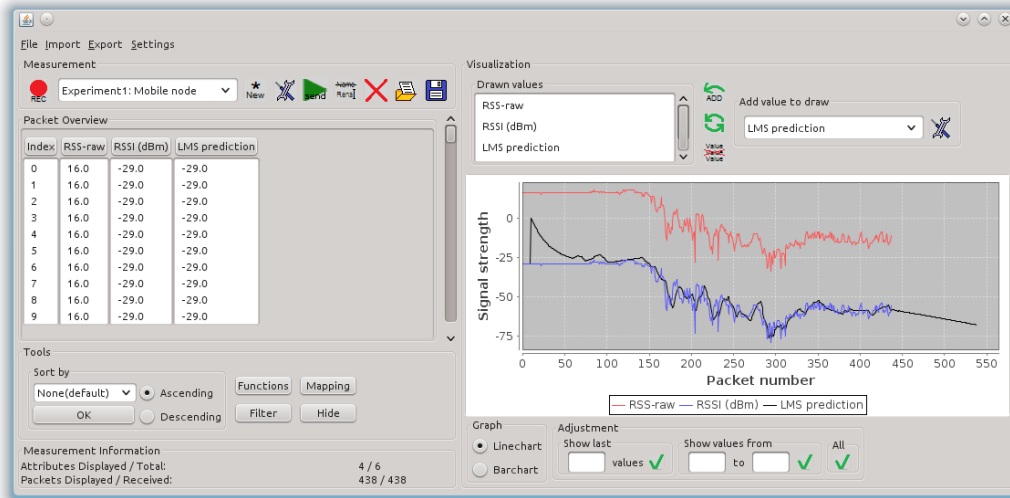 File Import Export Settings
Measurement
REC
Experiment1: Mobile node
* New
send
Name
Rena
Packet Overview
Index RSS-raw RSSI (dBm) LMS prediction
0 16.0 -29.0 -29.0
1 16.0 -29.0 -29.0
2 16.0 -29.0 -29.0
3 16.0 -29.0 -29.0
4 16.0 -29.0 -29.0
5 16.0 -29.0 -29.0
6 16.0 -29.0 -29.0
7 16.0 -29.0 -29.0
8 16.0 -29.0 -29.0
9 16.0 -29.0 -29.0
Tools
Sort by
None(default)
Ascending
OK
Descending
Functions Mapping
Filter Hide
Measurement Information
Attributes Displayed / Total: 4 / 6
Packets Displayed / Received: 438 / 438
Visualization
Drawn values
RSS-raw
RSSI (dBm)
LMS prediction
ADD
Value
Value
Value
Add value to draw
LMS prediction
Signal strength
0
-25
-50
-75
0 50 100 150 200 250 300 350 400 450 500 550
Packet number
RSS-raw RSSI (dBm) LMS prediction
Graph
Linechart
Barchart
Adjustment
Show last
values
Show values from
to
All